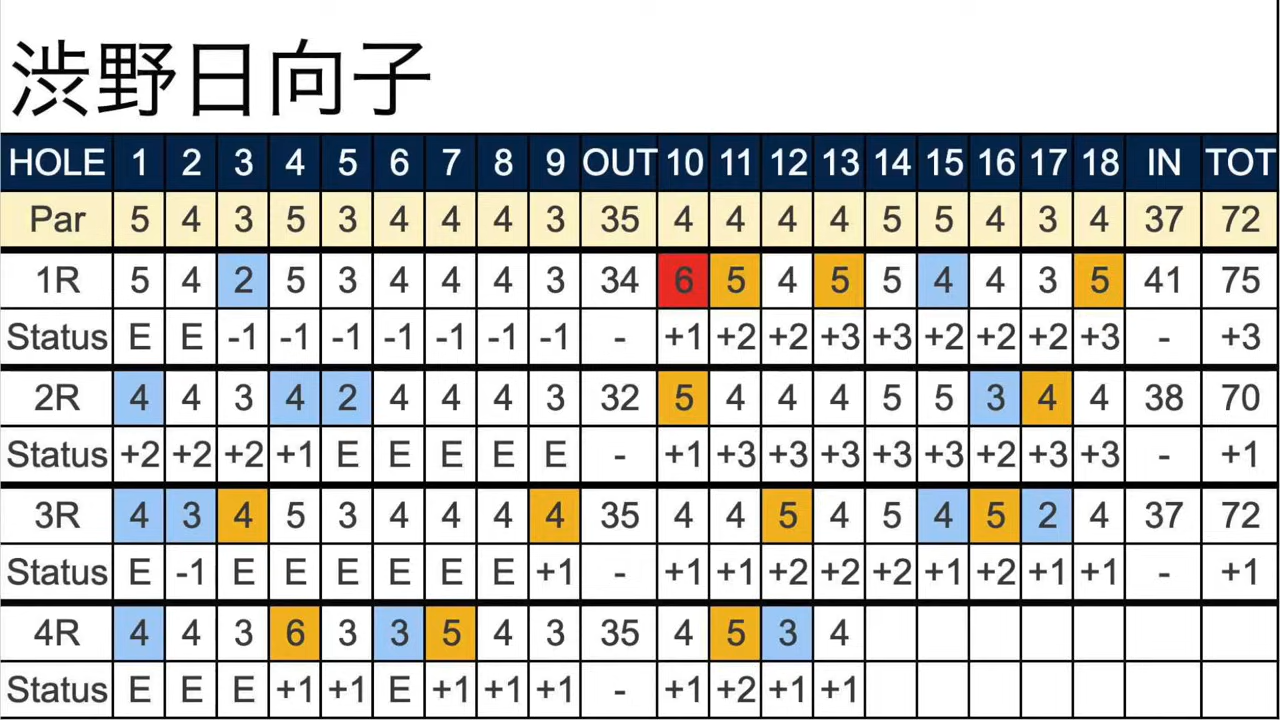 渋野日向子
HOLE 1 2 3 4 5 6 7 8 9 OUT 10 11 12 13 14 15 16 17 18 IN TOT
Par 5 4 3 5 3 4 4 4 3 35 4 4 4 4 5 5 4 3 4 37 72
1R 5 4 2 5 3 4 4 4 3 34 6 5 4 5 5 4 4 3 5 41 75
Status E E -1 -1 -1 -1 -1 -1 -1 - +1 +2 +2 +3 +3 +2 +2 +2 +3 - +3
2R 4 4 3 4 2 4 4 4 3 32 5 4 4 4 5 5 3 4 4 38 70
Status +2 +2 +2 +1 E E E E E - +1 +3 +3 +3 +3 +3 +2 +3 +3 - +1
3R 4 3 4 5 3 4 4 4 4 35 4 4 5 4 5 4 5 2 4 37 72
Status E -1 E E E E E E +1 - +1 +1 +2 +2 +2 +1 +2 +1 +1 - +1
4R 4 4 3 6 3 3 5 4 3 35 4 5 3 4
Status E E E +1 +1 E +1 +1 +1 - +1 +2 +1 +1